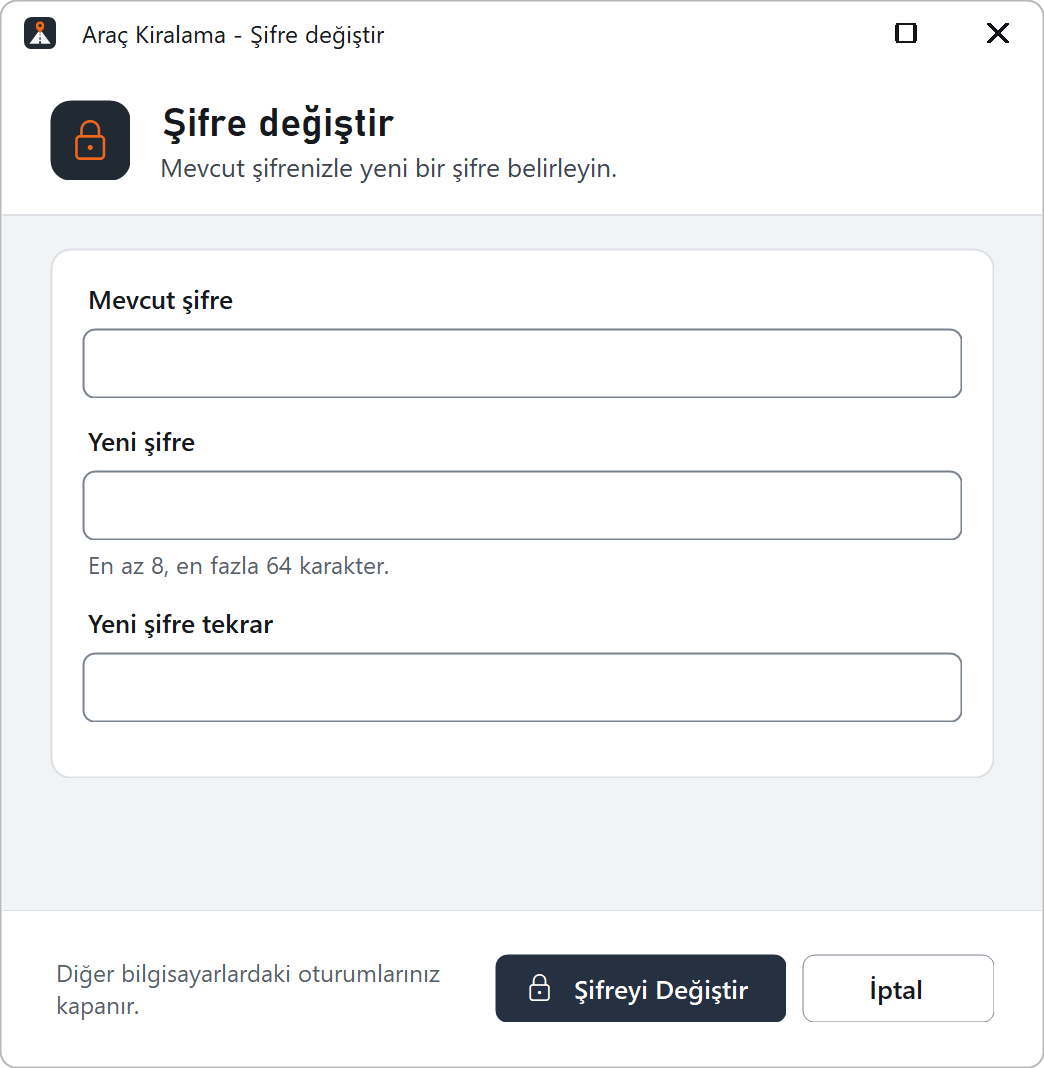 Araç Kiralama - Şifre değiştir
Şifre değiştir
Mevcut şifrenizle yeni bir şifre belirleyin.
Mevcut şifre
Yeni şifre
En az 8, en fazla 64 karakter.
Yeni şifre tekrar
Diğer bilgisayarlardaki oturumlarınız
kapanır.
Şifreyi Değiştir
İptal